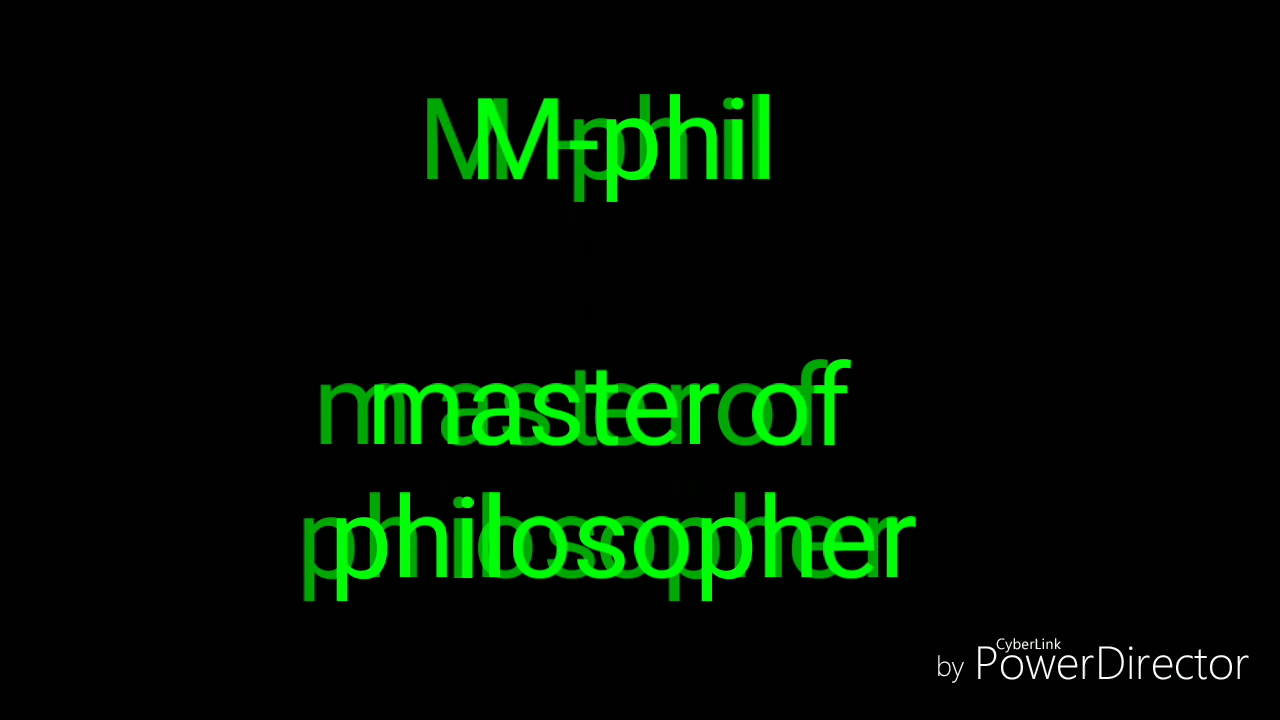 M-phil
master of
philosopher
CyberLink
by PowerDirector